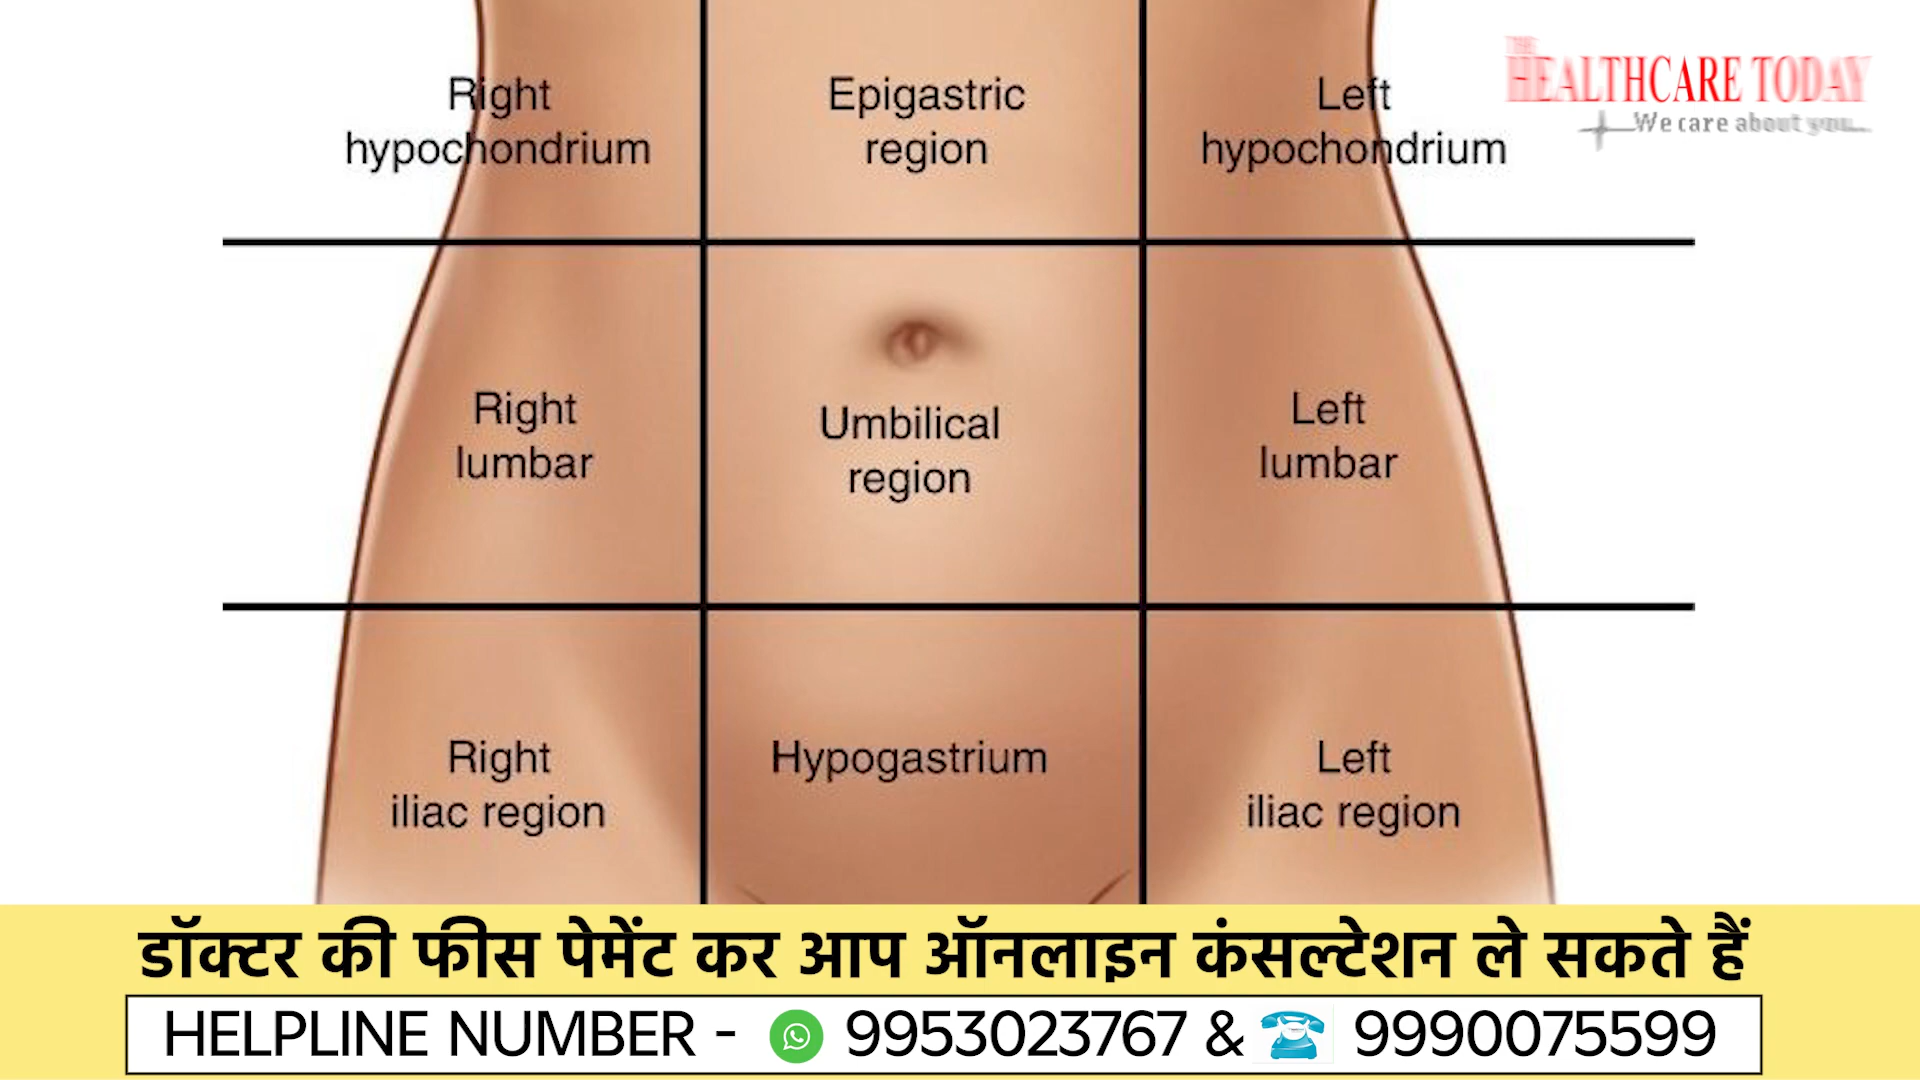 Right
hypochondrium
Epigastric
region
Left
hypochondrium
THE
HEALTHCARE TODAY
We care about you...
Right
lumbar
Umbilical
region
Left
lumbar
Right
iliac region
Hypogastrium
Left
iliac region
डॉक्टर की फीस पेमेंट कर आप ऑनलाइन कंसल्टेशन ले सकते हैं
HELPLINE NUMBER - 9953023767 & 9990075599